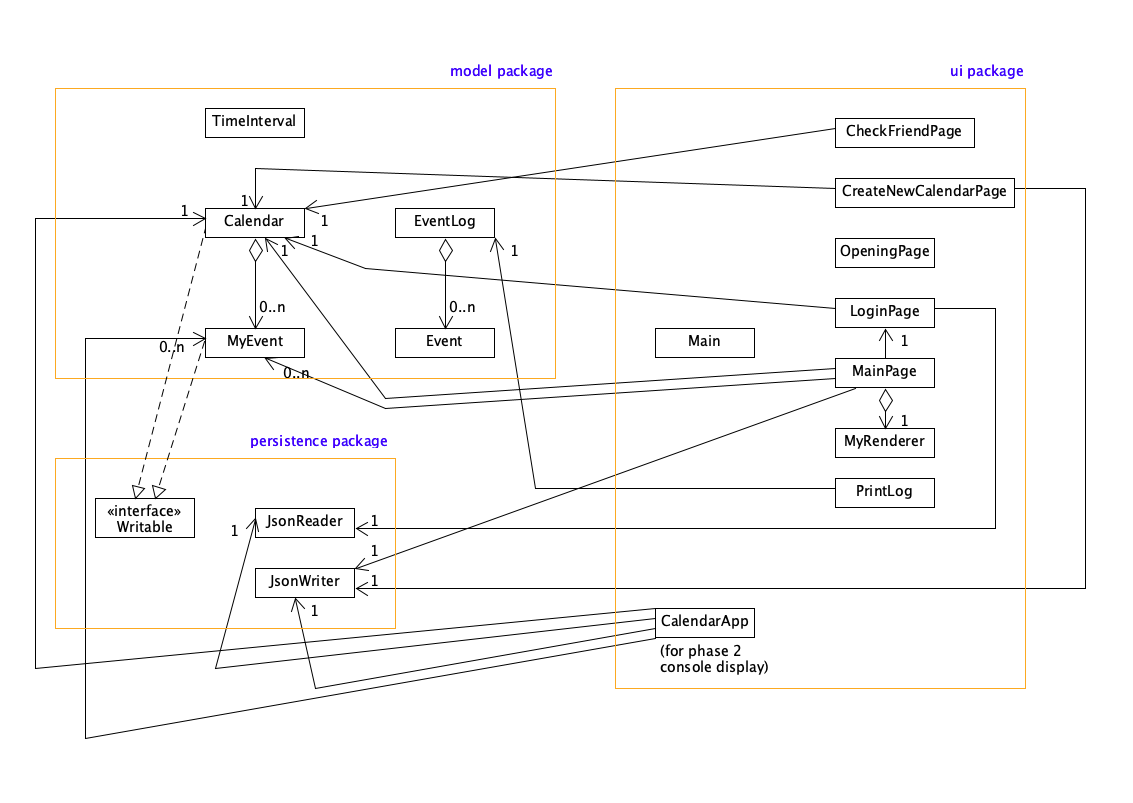 model package
ui package
TimeInterval
CheckFriendPage
CreateNewCalendarPage
1
1
Calendar
1
EventLog
1
1
1
OpeningPage
0..n
0..n
LoginPage
MyEvent
Event
Main
1
0..n
0..n
MainPage
1
persistence package
MyRenderer
PrintLog
«interface»
Writable
JsonReader
1
1
1
JsonWriter
1
1
CalendarApp
(for phase 2
console display)